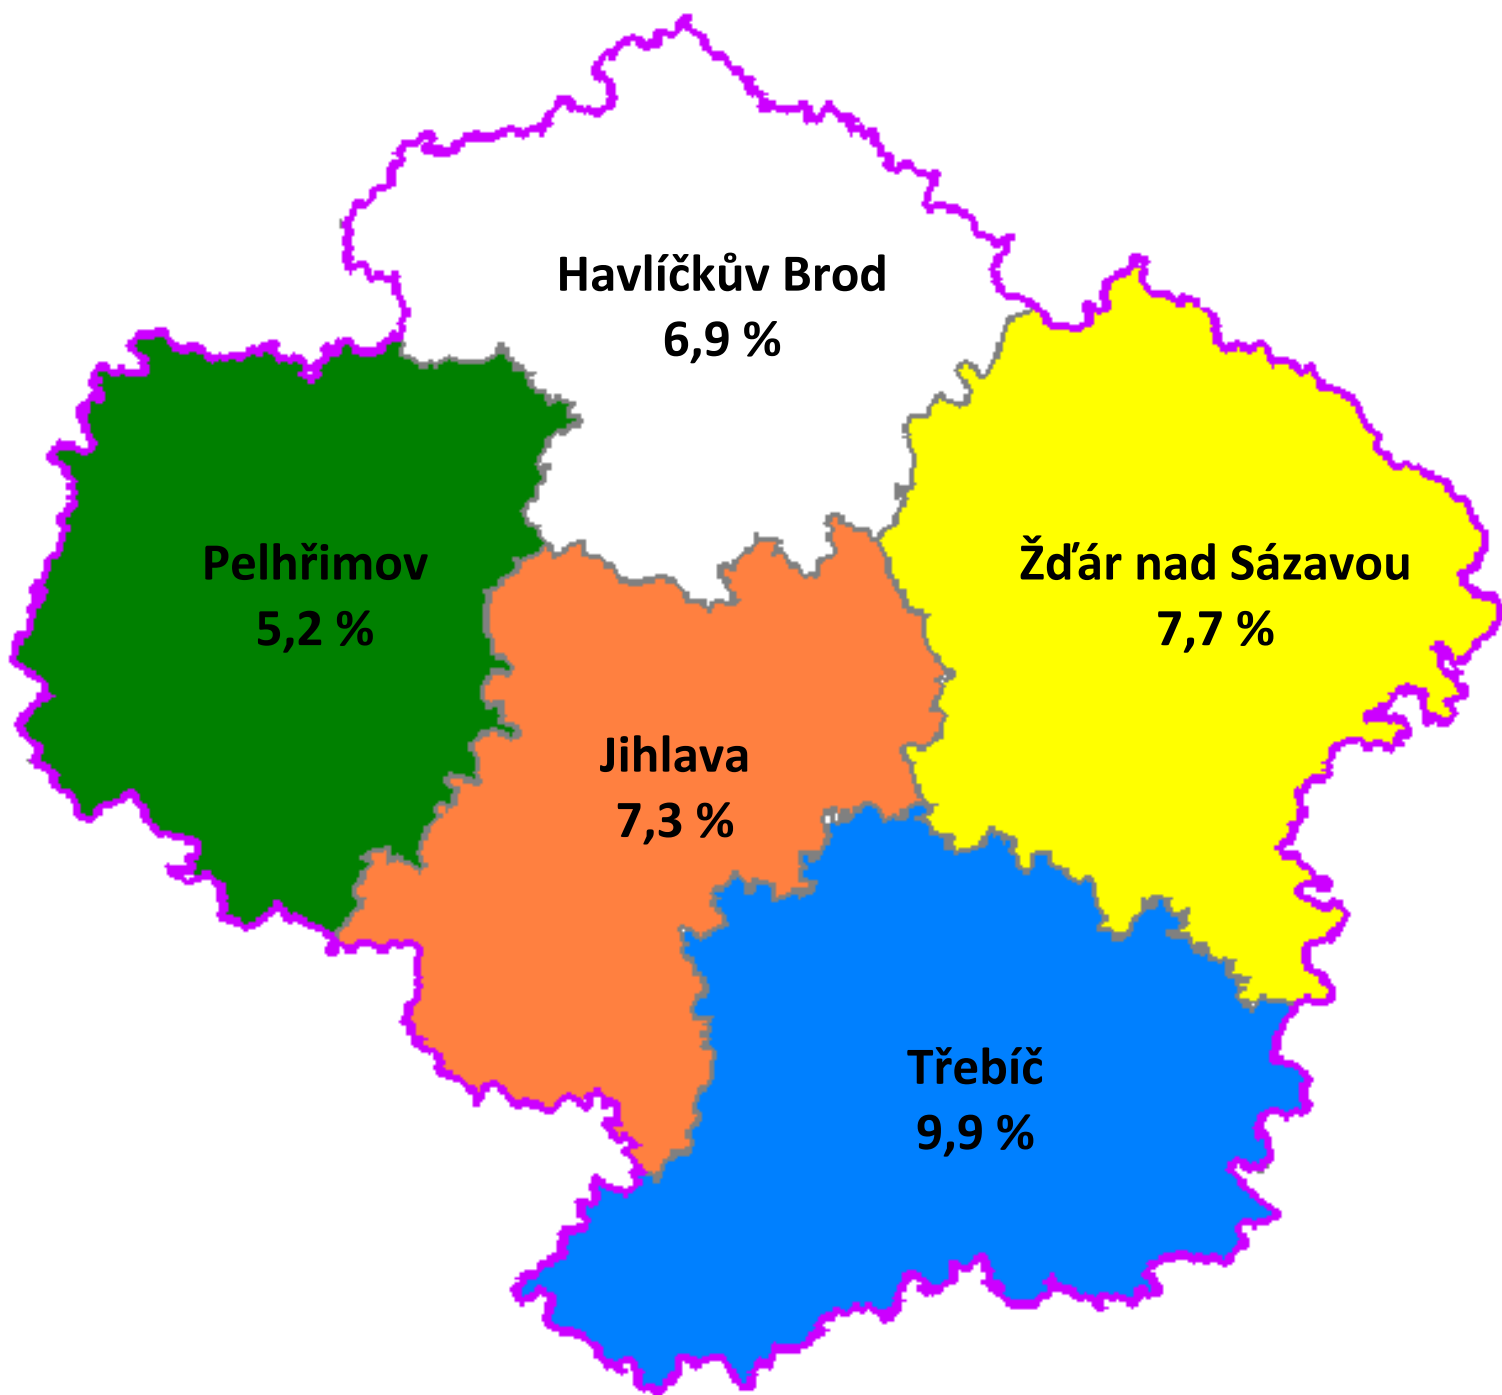 Havlíčkův Brod
6,9 %
Pelhřimov
5,2 %
Žďár nad Sázavou
7,7 %
Jihlava
7,3 %
Třebíč
9,9 %